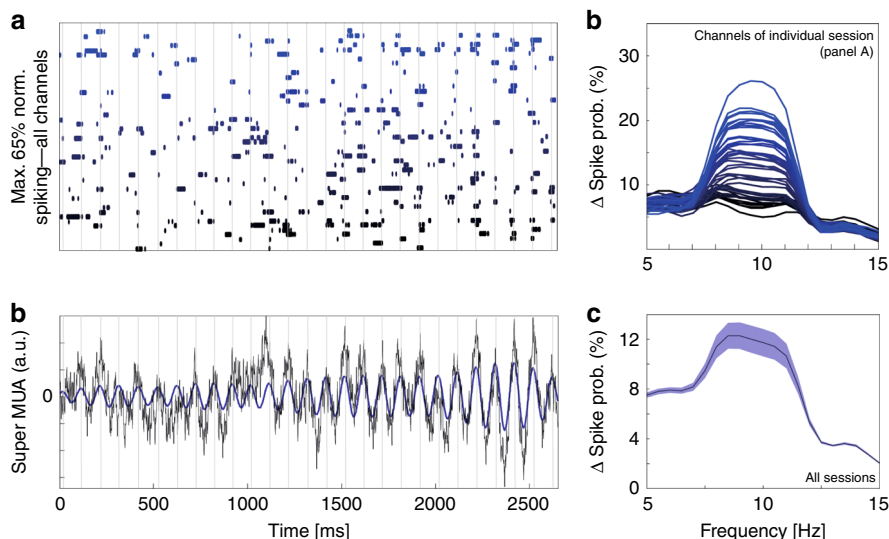 a
Max. 65% norm.
spiking—all channels
b
Super MUA (a.u.)
0
0
500
1000
1500
2000
2500
Time [ms]
b
Channels of individual session
(panel A)
Δ Spike prob. (%)
30
20
10
5
10
15
c
Δ Spike prob. (%)
12
8
4
0
All sessions
5
10
15
Frequency [Hz]